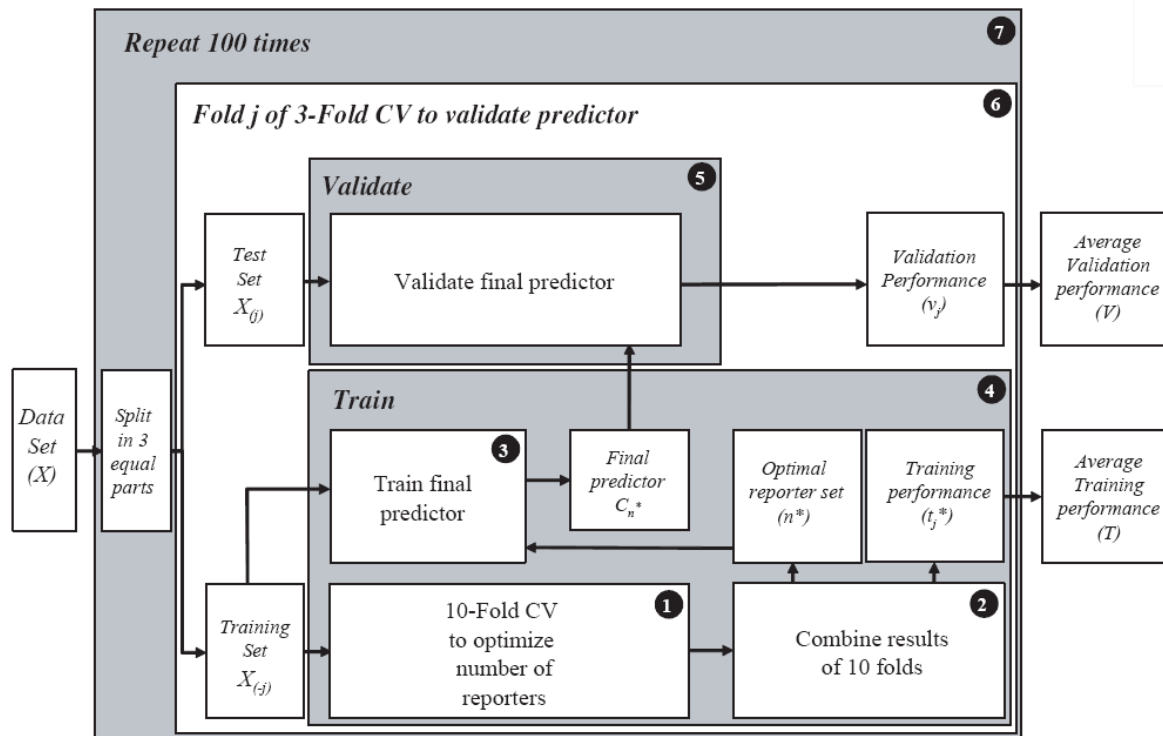 Repeat 100 times
7
Fold j of 3-Fold CV to validate predictor
6
Validate
5
Test
Set
X(j)
Validate final predictor
Validation
Performance
(vj)
Average
Validation
performance
(V)
Data
Set
(X)
Split
in 3
equal
parts
Train
4
3
Train final
predictor
Final
predictor
Cn*
Optimal
reporter set
(n*)
Training
performance
(tj*)
Average
Training
performance
(T)
Training
Set
X(-j)
1
10-Fold CV
to optimize
number of
reporters
2
Combine results
of 10 folds